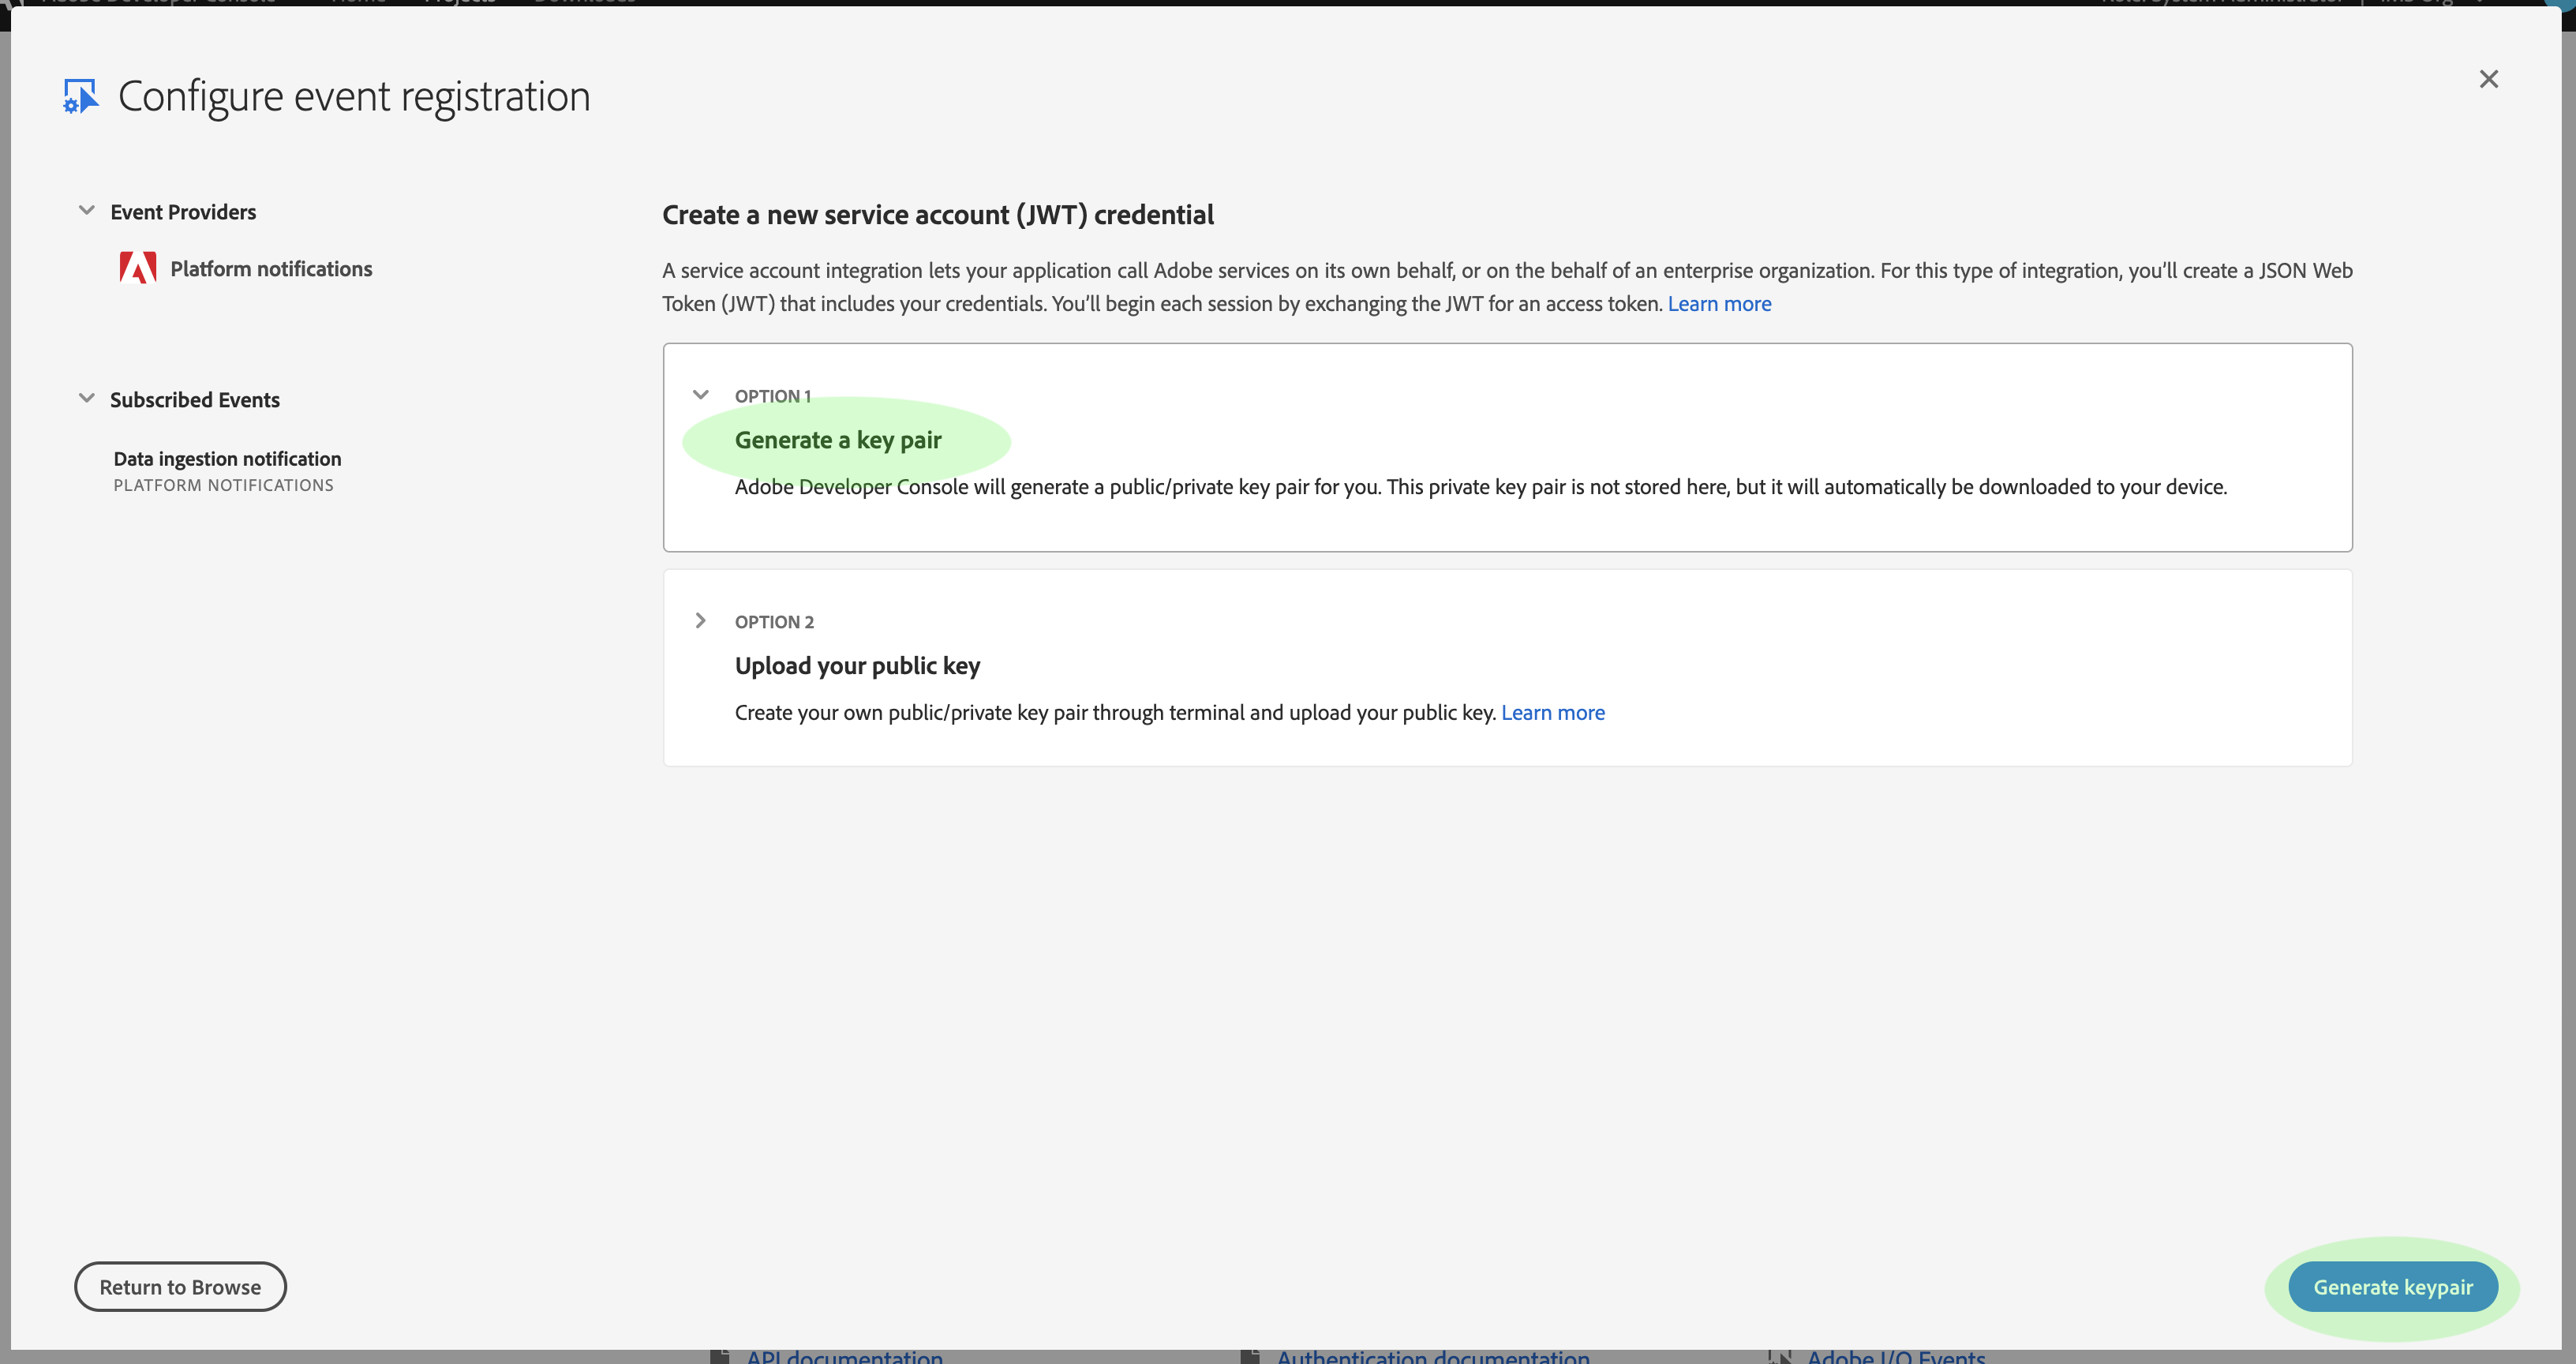 Configure event registration
Event Providers
Platform notifications
Subscribed Events
Data ingestion notification
PLATFORM NOTIFICATIONS
Create a new service account (JWT) credential
A service account integration lets your application call Adobe services on its own behalf, or on the behalf of an enterprise organization. For this type of integration, you’ll create a JSON Web
Token (JWT) that includes your credentials. You’ll begin each session by exchanging the JWT for an access token. Learn more
OPTION 1
Generate a key pair
Adobe Developer Console will generate a public/private key pair for you. This private key pair is not stored here, but it will automatically be downloaded to your device.
OPTION 2
Upload your public key
Create your own public/private key pair through terminal and upload your public key. Learn more
Return to Browse
Generate keypair
API documentation
Authentication documentation
Adobe I/O Events